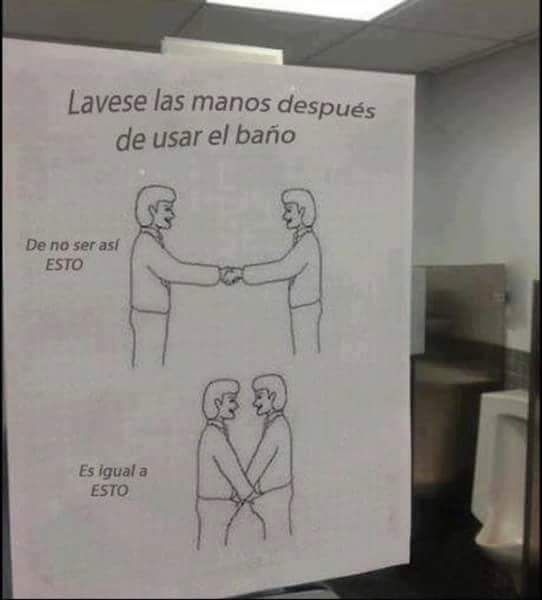 Lavese las manos después
de usar el baño
De no ser así
ESTO
Es igual a
ESTO